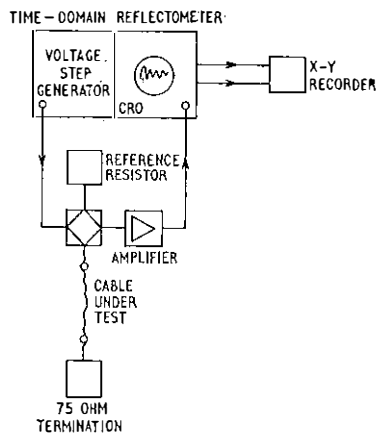 TIME-DOMAIN REFLECTOMETER
VOLTAGE
STEP
GENERATOR
CRO
X-Y
RECORDER
REFERENCE
RESISTOR
AMPLIFIER
CABLE
UNDER
TEST
75 OHM
TERMINATION